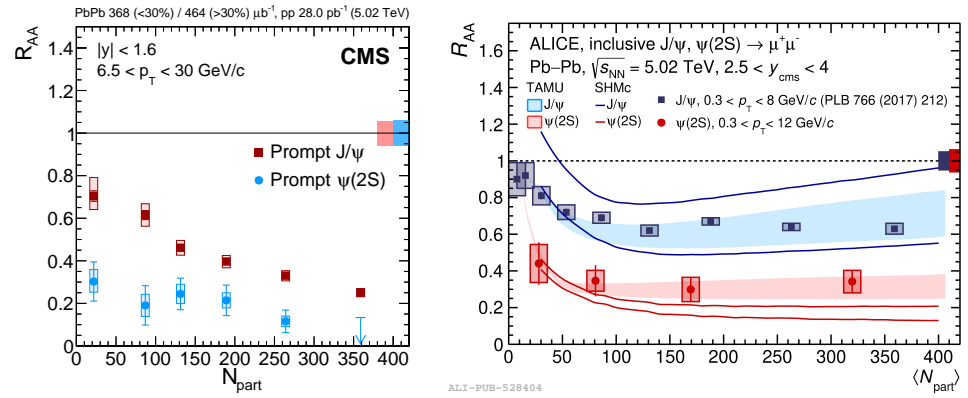 PbPb 368 (<30%) / 464 (>30%) μb⁻¹, pp 28.0 pb⁻¹ (5.02 TeV)
R_AA
1.4
1.2
1
0.8
0.6
0.4
0.2
0
|y| < 1.6
6.5 < p_T < 30 GeV/c
CMS
Prompt J/ψ
Prompt ψ(2S)
0 50 100 150 200 250 300 350 400
N_part
R_AA
1.6
1.4
1.2
1
0.8
0.6
0.4
0.2
0
ALICE, inclusive J/ψ, ψ(2S) → μ⁺μ⁻
Pb−Pb, √s_NN = 5.02 TeV, 2.5 < y_cms < 4
TAMU SHMc
J/ψ J/ψ J/ψ, 0.3 < p_T < 8 GeV/c (PLB 766 (2017) 212)
ψ(2S) ψ(2S) ψ(2S), 0.3 < p_T < 12 GeV/c
0 50 100 150 200 250 300 350 400
⟨N_part⟩
ALI-PUB-528404